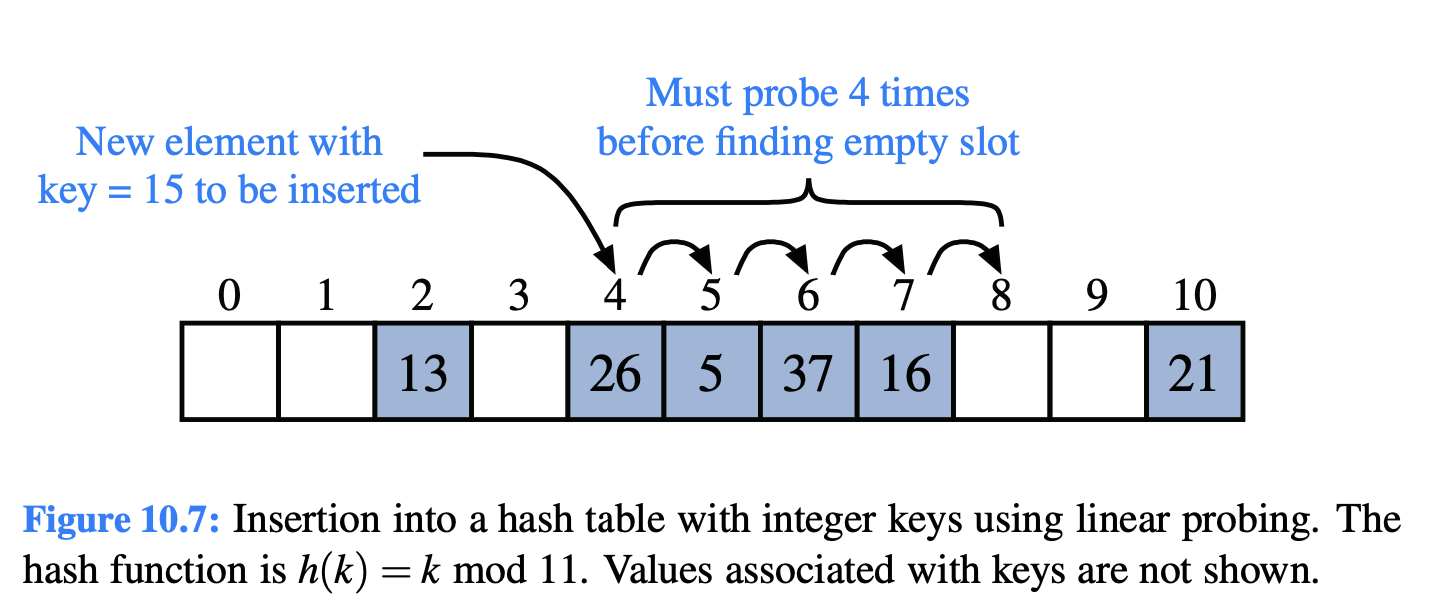 Must probe 4 times
before finding empty slot
New element with
key = 15 to be inserted
0 1 2 3 4 5 6 7 8 9 10
13 26 5 37 16 21
Figure 10.7: Insertion into a hash table with integer keys using linear probing. The
hash function is h(k) = k mod 11. Values associated with keys are not shown.